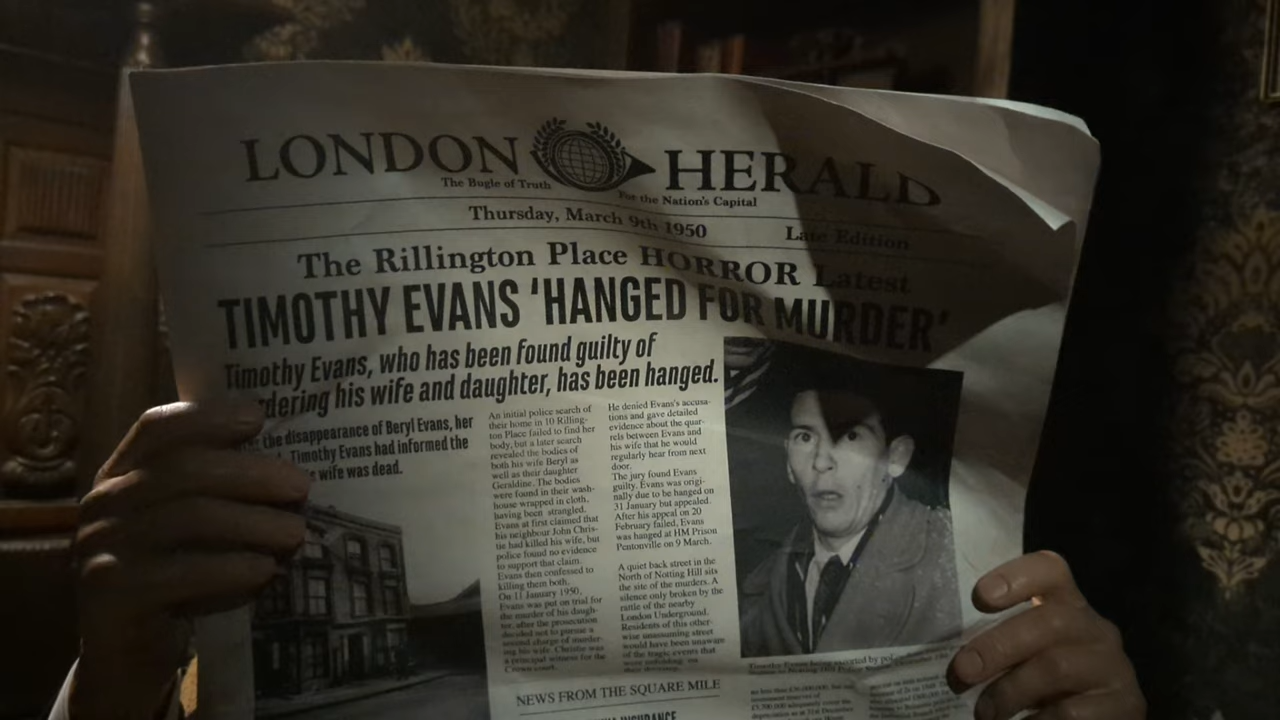 LONDON HERALD
The Bugle of Truth
For the Nation's Capital
Thursday, March 9th 1950
Late Edition
The Rillington Place HORROR Latest
TIMOTHY EVANS 'HANGED FOR MURDER'
Timothy Evans, who has been found guilty of
dering his wife and daughter, has been hanged.
the disappearance of Beryl Evans, her
Timothy Evans had informed the
wife was dead.
An initial police search of
their home in 10 Rilling-
ton Place failed to find her
body, but a later search
revealed the bodies of
both his wife Beryl as
well as their daughter
Geraldine. The bodies
were found in their wash-
house wrapped in cloth,
having been strangled.
Evans at first claimed that
his neighbour John Chris-
tie had killed his wife, but
police found no evidence
to support that claim.
Evans then confessed to
killing them both.
On 11 January 1950,
Evans was put on trial for
the murder of his daugh-
ter, after the prosecution
decided not to pursue a
second charge of murder-
ing his wife. Christie was
a principal witness for the
Crown court.
He denied Evans's accusa-
tions and gave detailed
evidence about the quar-
rels between Evans and
his wife that he would
regularly hear from next
door.
The jury found Evans
guilty. Evans was origi-
nally due to be hanged on
31 January but appealed.
After his appeal on 20
February failed, Evans
was hanged at HM Prison
Pentonville on 9 March.
A quiet back street in the
North of Notting Hill sits
the site of the murders. A
silence only broken by the
rattle of the nearby
London Underground.
Residents of this other-
wise unassuming street
would have been unaware
of the tragic events that
Timothy Evans being escorted by
NEWS FROM THE SQUARE MILE
INSURANCE